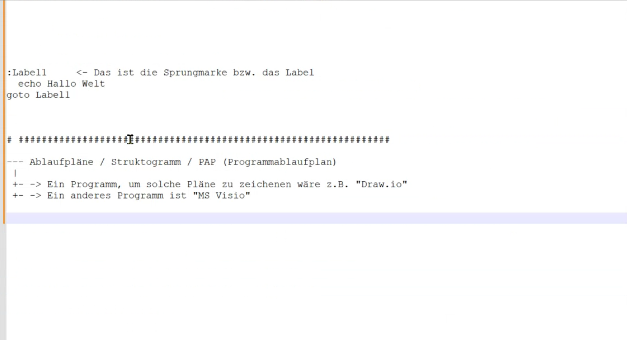 :Label1     <- Das ist die Sprungmarke bzw. das Label
  echo Hallo Welt
goto Label1
# ################################################################
--- Ablaufpläne / Struktogramm / PAP (Programmablaufplan)
 |
 +- -> Ein Programm, um solche Pläne zu zeichenen wäre z.B. "Draw.io"
 +- -> Ein anderes Programm ist "MS Visio"